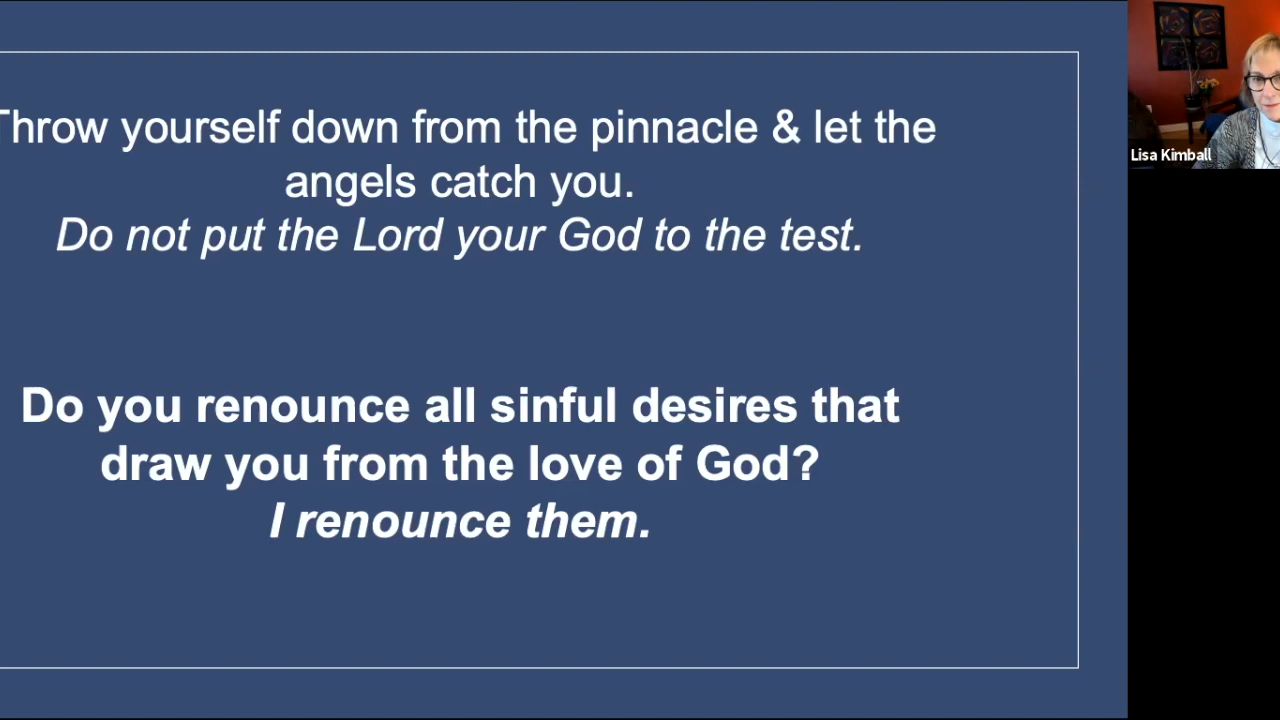 Throw yourself down from the pinnacle & let the
angels catch you.
Do not put the Lord your God to the test.
Do you renounce all sinful desires that
draw you from the love of God?
I renounce them.
Lisa Kimball